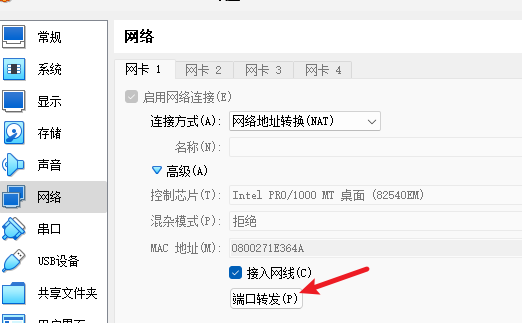 常规
系统
显示
存储
声音
网络
串口
USB设备
共享文件夹
用户界面
网络
网卡 1 网卡 2 网卡 3 网卡 4
启用网络连接(E)
连接方式(A): 网络地址转换(NAT)
名称(N):
高级(A)
控制芯片(T): Intel PRO/1000 MT 桌面 (82540EM)
混杂模式(P): 拒绝
MAC 地址(M): 0800271E364A
接入网线(C)
端口转发(P)